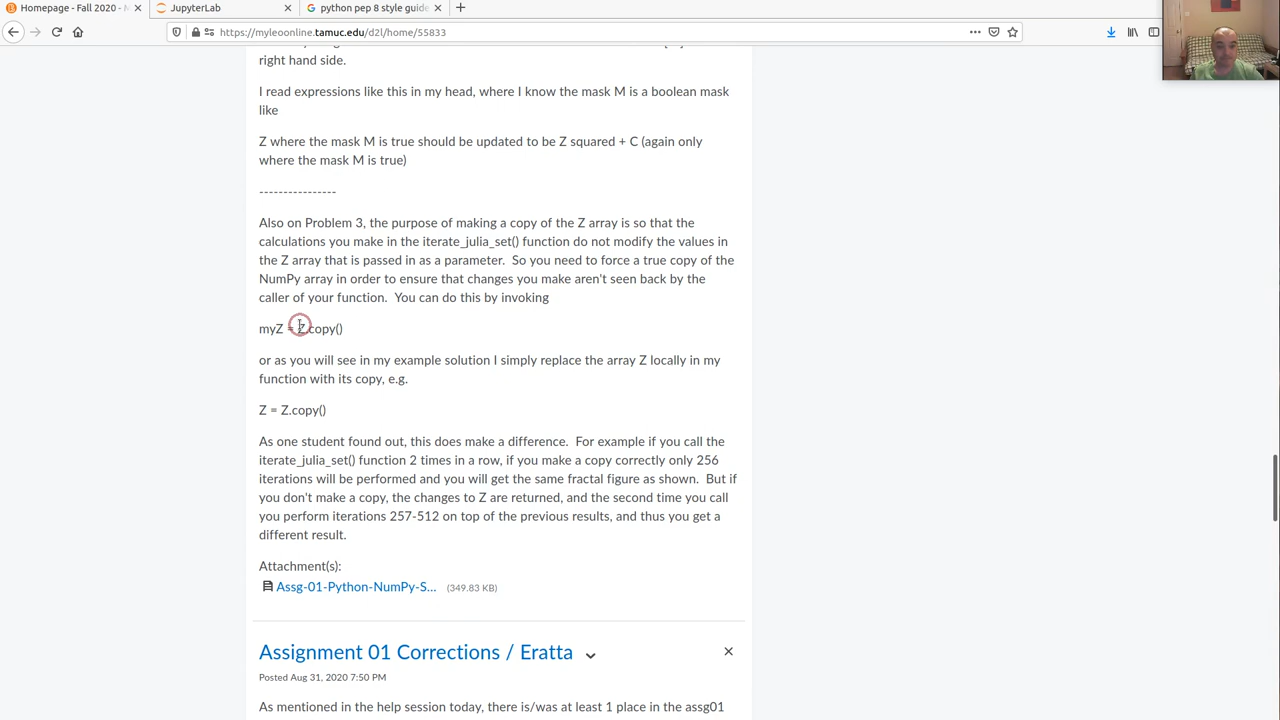 Homepage - Fall 2020 -
JupyterLab
python pep 8 style guide
https://myleoonline.tamuc.edu/d2l/home/55833
right hand side.
I read expressions like this in my head, where I know the mask M is a boolean mask
like
Z where the mask M is true should be updated to be Z squared + C (again only
where the mask M is true)
----------------
Also on Problem 3, the purpose of making a copy of the Z array is so that the
calculations you make in the iterate_julia_set() function do not modify the values in
the Z array that is passed in as a parameter.  So you need to force a true copy of the
NumPy array in order to ensure that changes you make aren't seen back by the
caller of your function.  You can do this by invoking
myZ = Z.copy()
or as you will see in my example solution I simply replace the array Z locally in my
function with its copy, e.g.
Z = Z.copy()
As one student found out, this does make a difference.  For example if you call the
iterate_julia_set() function 2 times in a row, if you make a copy correctly only 256
iterations will be performed and you will get the same fractal figure as shown.  But if
you don't make a copy, the changes to Z are returned, and the second time you call
you perform iterations 257-512 on top of the previous results, and thus you get a
different result.
Attachment(s):
Assg-01-Python-NumPy-S... (349.83 KB)
Assignment 01 Corrections / Eratta
Posted Aug 31, 2020 7:50 PM
As mentioned in the help session today, there is/was at least 1 place in the assg01